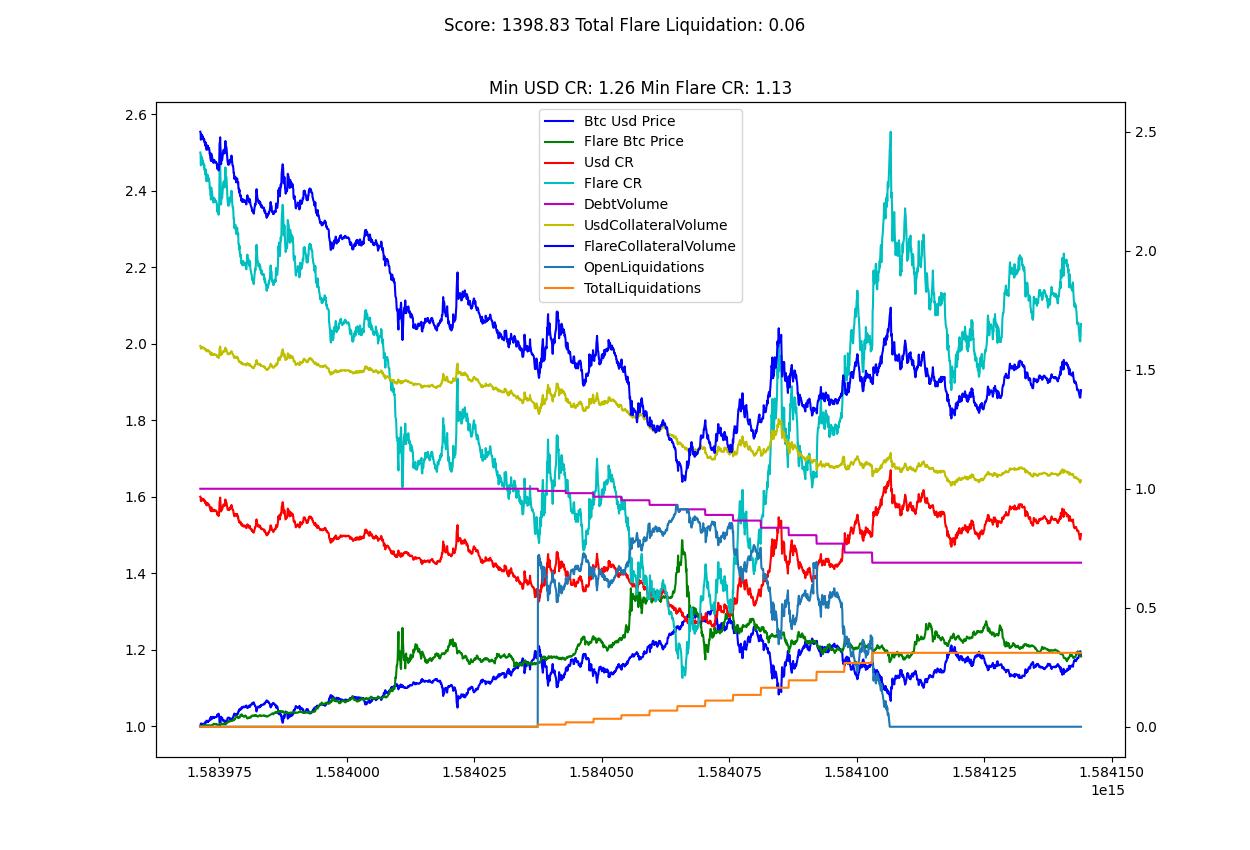 Score: 1398.83 Total Flare Liquidation: 0.06
Min USD CR: 1.26 Min Flare CR: 1.13
Btc Usd Price
Flare Btc Price
Usd CR
Flare CR
DebtVolume
UsdCollateralVolume
FlareCollateralVolume
OpenLiquidations
TotalLiquidations
2.6
2.4
2.2
2.0
1.8
1.6
1.4
1.2
1.0
2.5
2.0
1.5
1.0
0.5
0.0
1.583975 1.584000 1.584025 1.584050 1.584075 1.584100 1.584125 1.584150
1e15